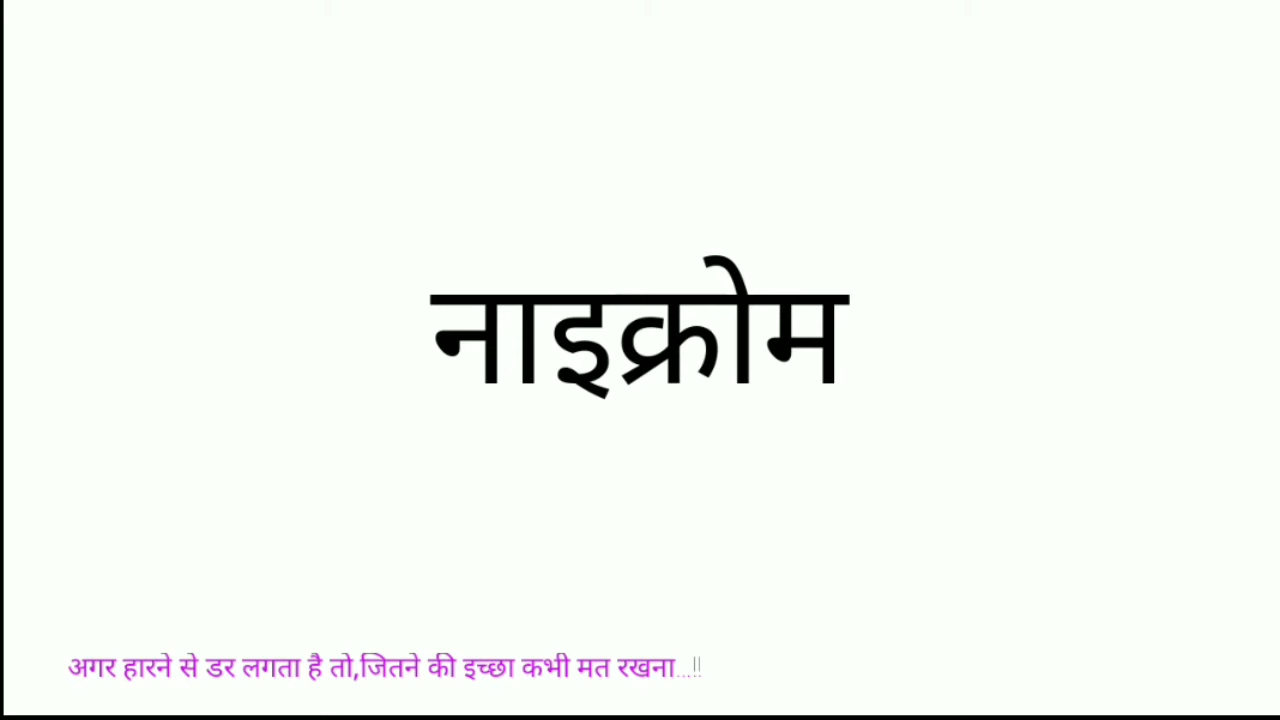 नाइक्रोम
अगर हारने से डर लगता है तो,जितने की इच्छा कभी मत रखना...!!